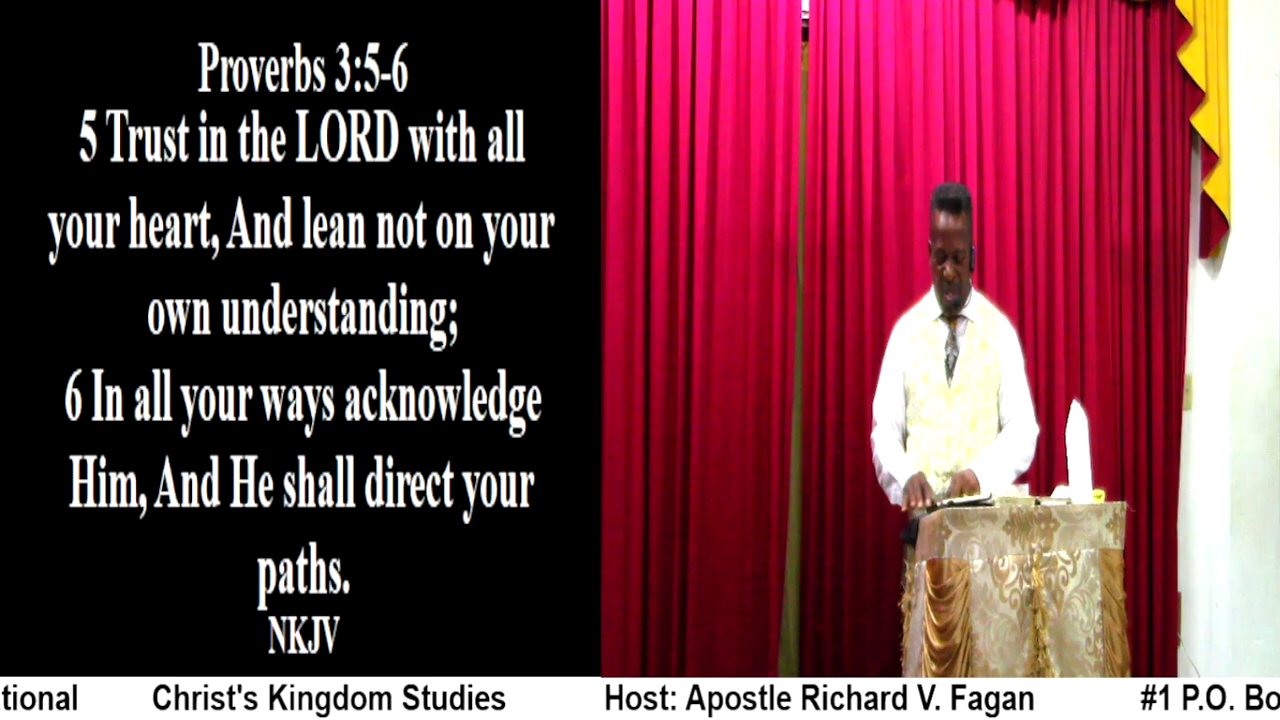 Proverbs 3:5-6
5 Trust in the LORD with all
your heart, And lean not on your
own understanding;
6 In all your ways acknowledge
Him, And He shall direct your
paths.
NKJV
tional Christ's Kingdom Studies Host: Apostle Richard V. Fagan #1 P.O. Bo